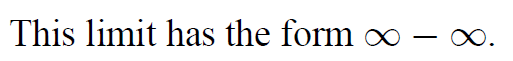 This limit has the form ∞ − ∞.